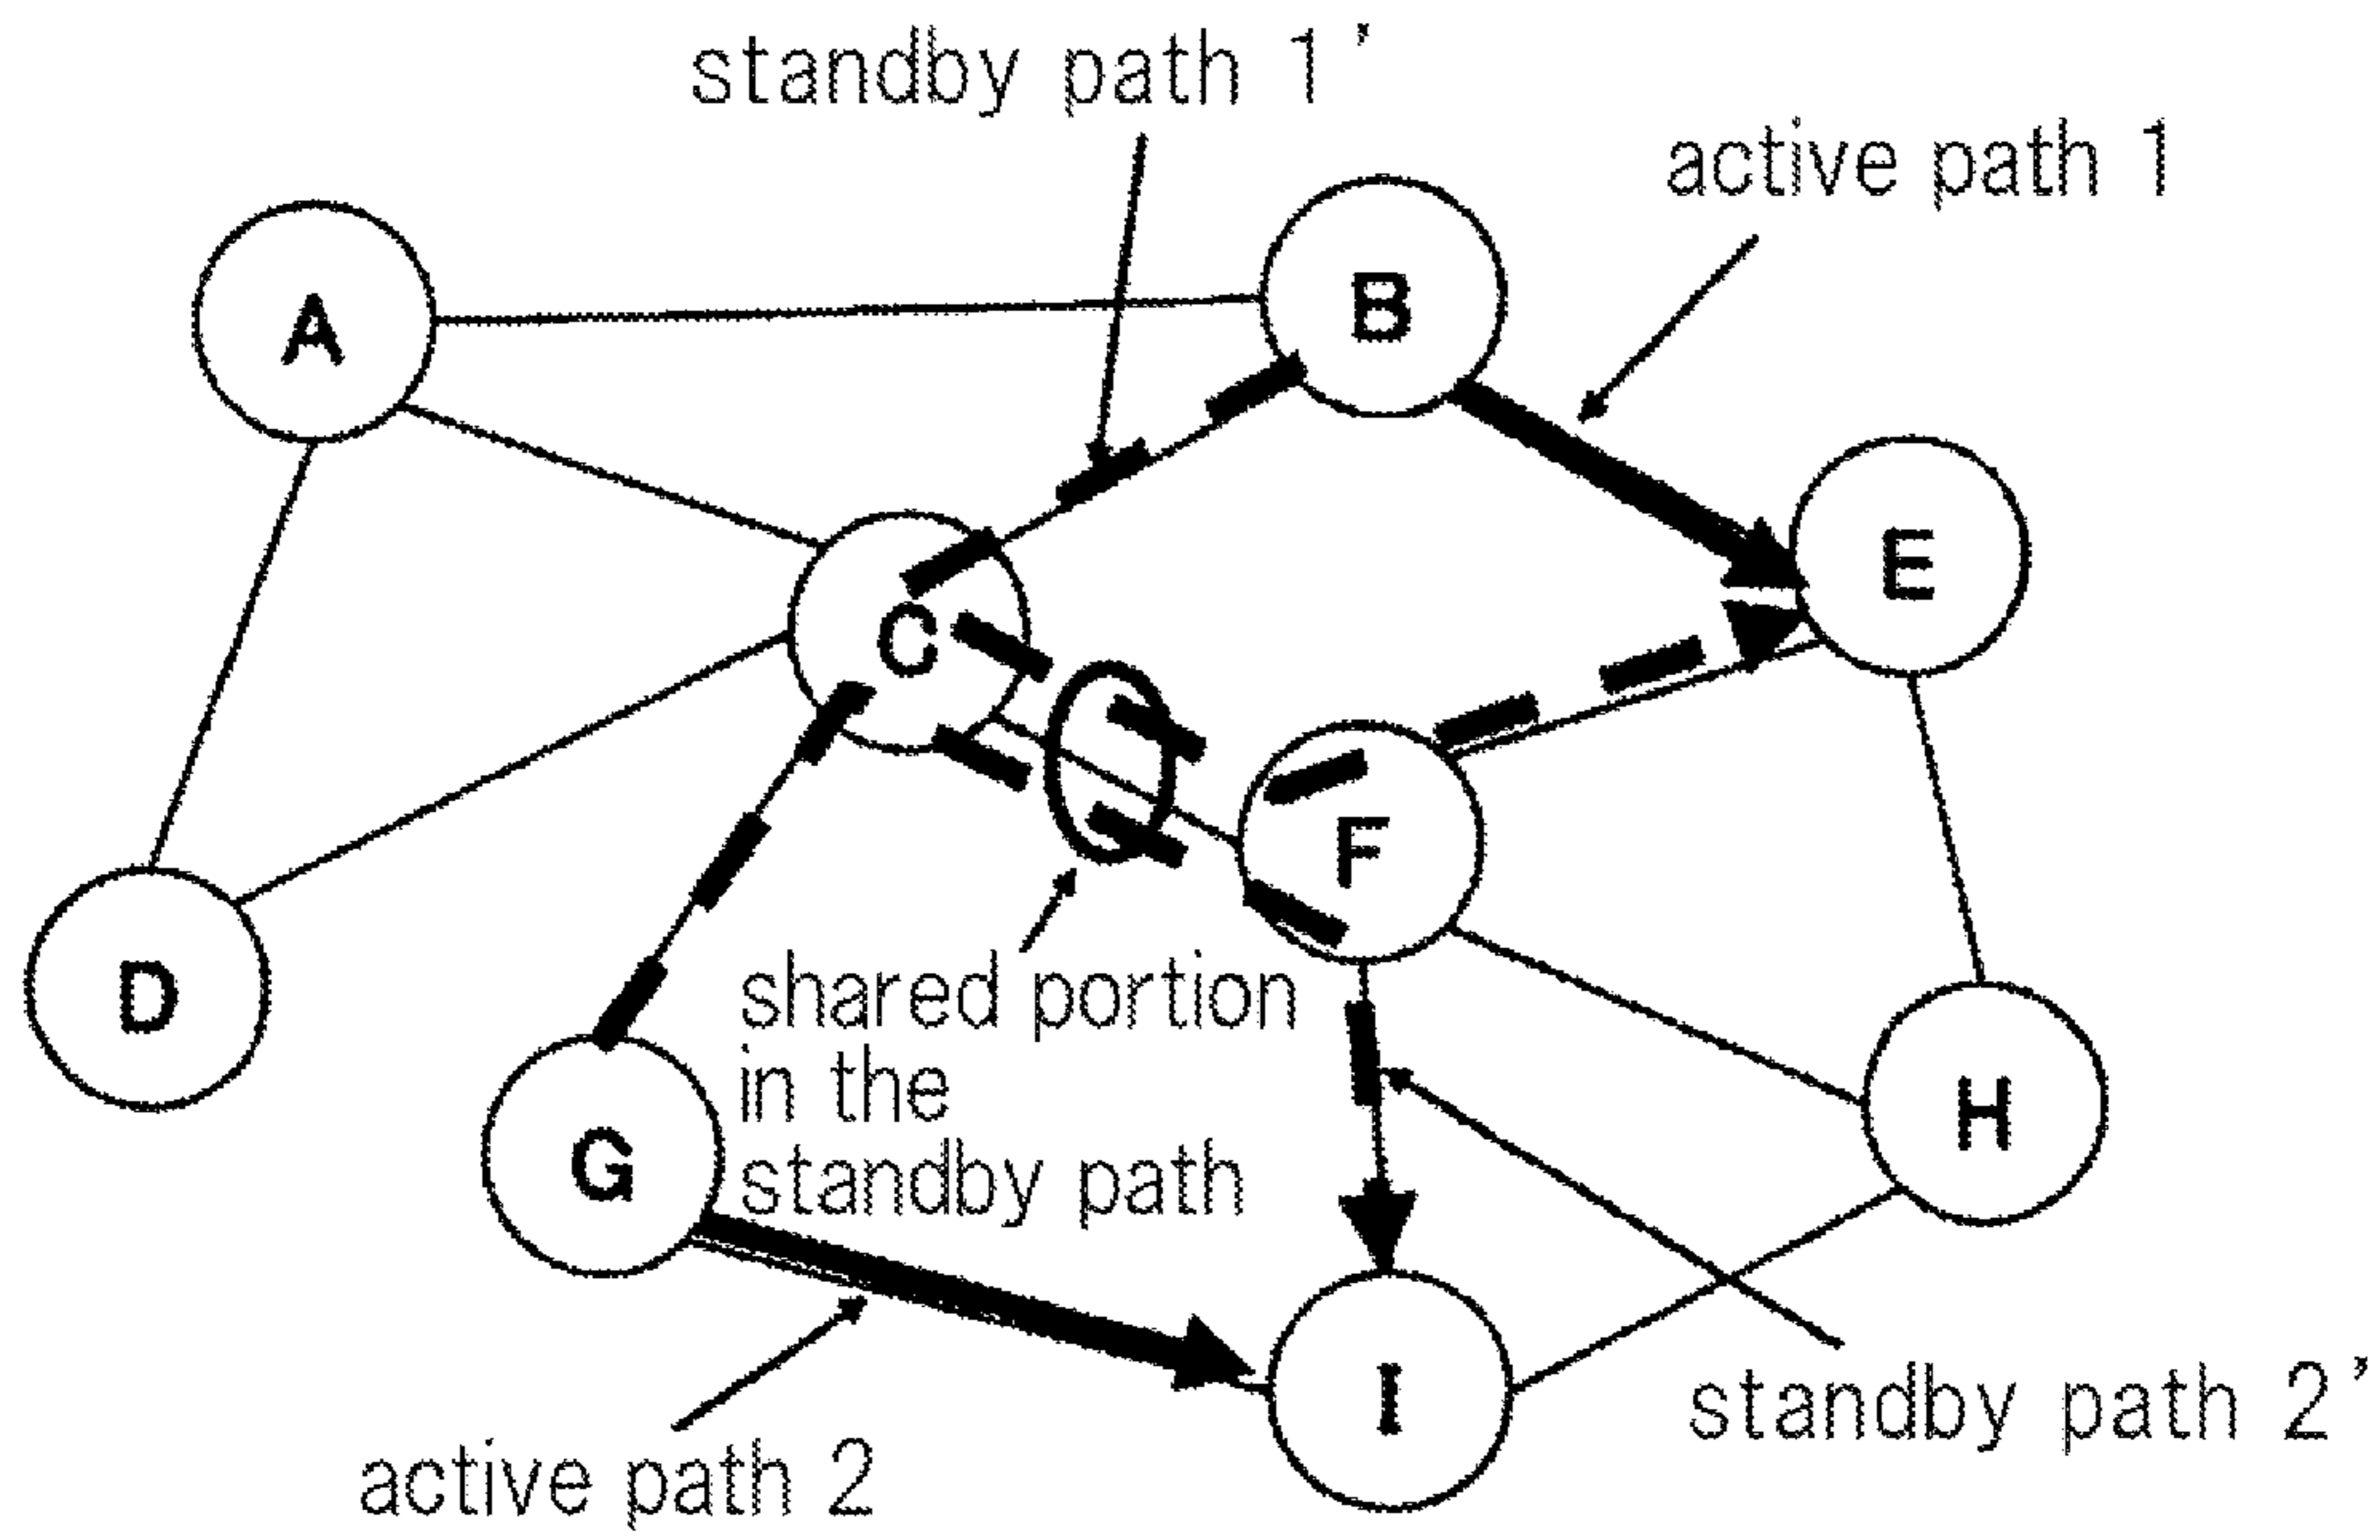 standby path 1'
active path 1
A
B
E
C
F
D
shared portion
in the
standby path
H
G
I
standby path 2'
active path 2